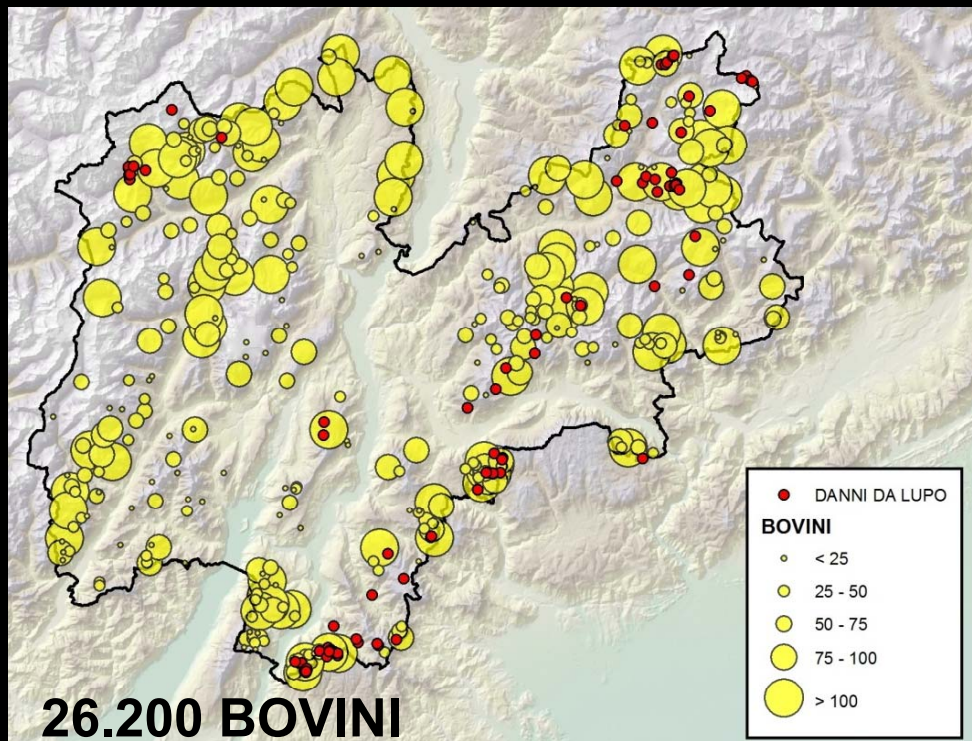 DANNI DA LUPO
BOVINI
< 25
25 - 50
50 - 75
75 - 100
> 100
26.200 BOVINI